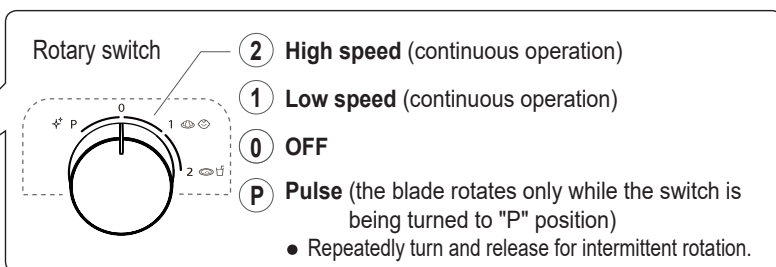 Rotary switch
2 High speed (continuous operation)
1 Low speed (continuous operation)
0 OFF
P Pulse (the blade rotates only while the switch is
being turned to "P" position)
● Repeatedly turn and release for intermittent rotation.
0
P
1
2